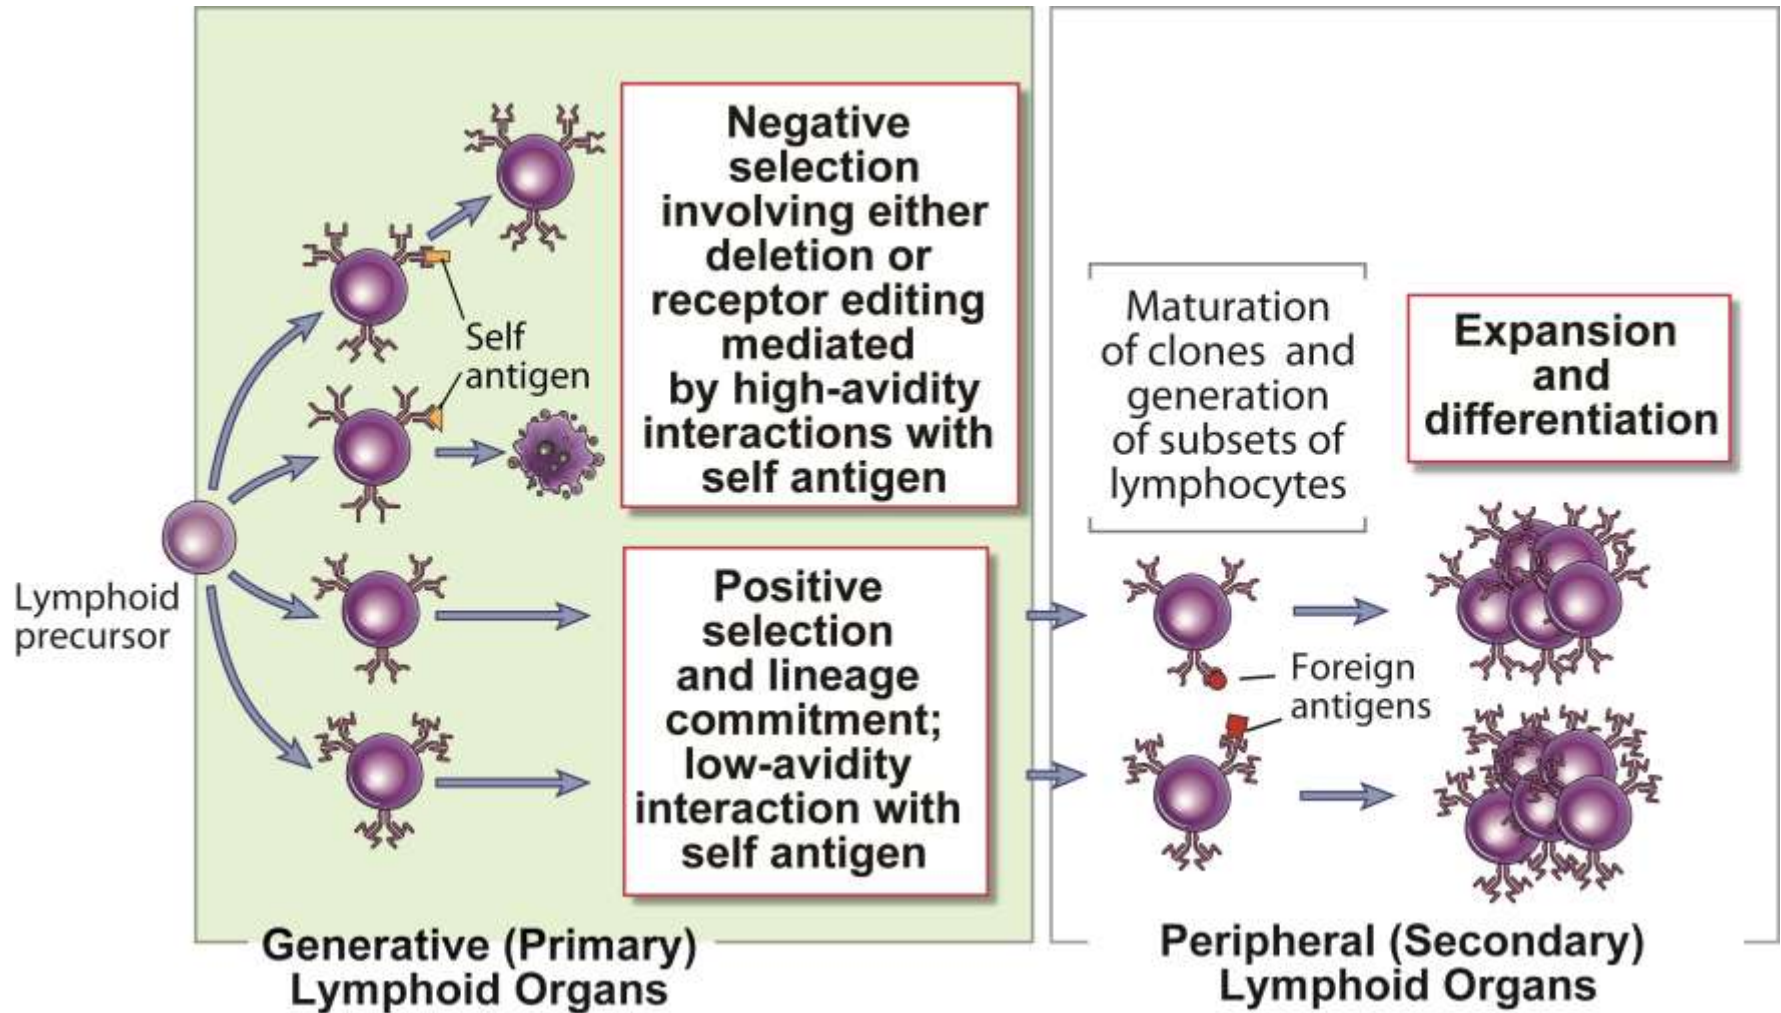 Negative
selection
involving either
deletion or
receptor editing
mediated
by high-avidity
interactions with
self antigen
Self
antigen
Lymphoid
precursor
Positive
selection
and lineage
commitment;
low-avidity
interaction with
self antigen
Generative (Primary)
Lymphoid Organs
Maturation
of clones and
generation
of subsets of
lymphocytes
Expansion
and
differentiation
Foreign
antigens
Peripheral (Secondary)
Lymphoid Organs